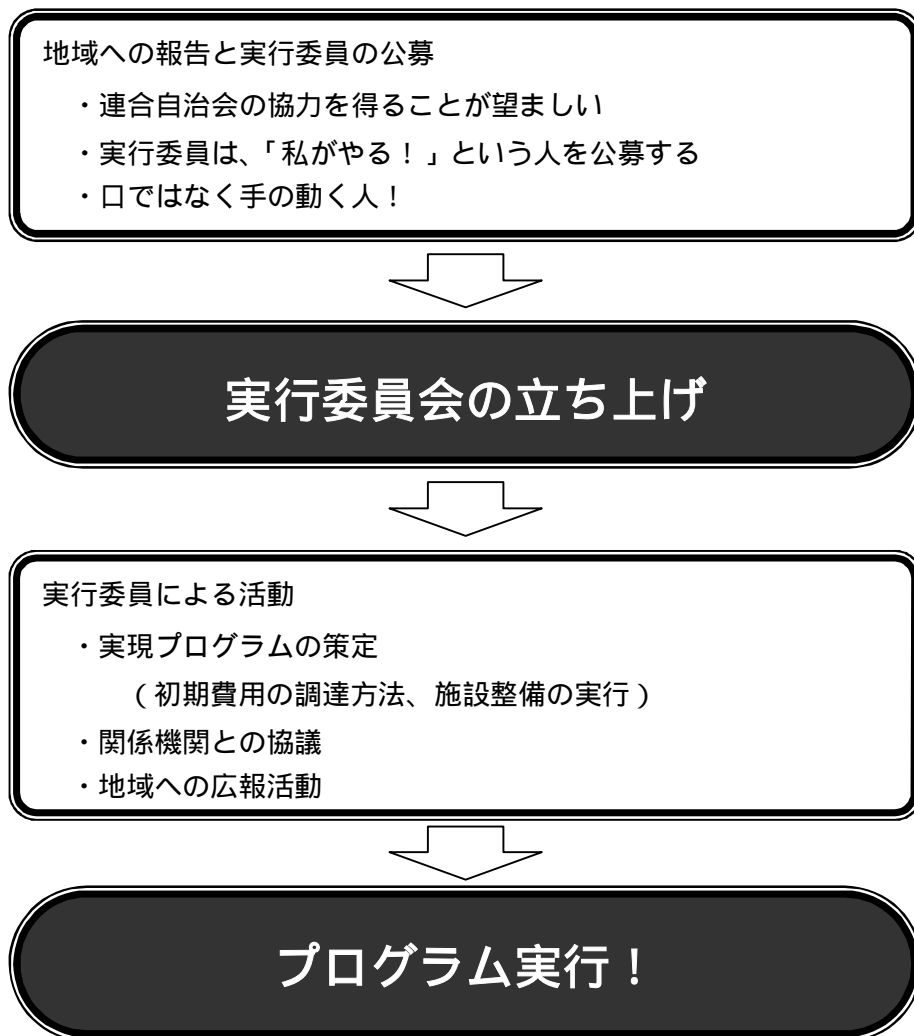 地域への報告と実行委員の公募
・連合自治会の協力を得ることが望ましい
・実行委員は、「私がやる！」という人を公募する
・口ではなく手の動く人！
実行委員会の立ち上げ
実行委員による活動
・実現プログラムの策定
（初期費用の調達方法、施設整備の実行）
・関係機関との協議
・地域への広報活動
プログラム実行！